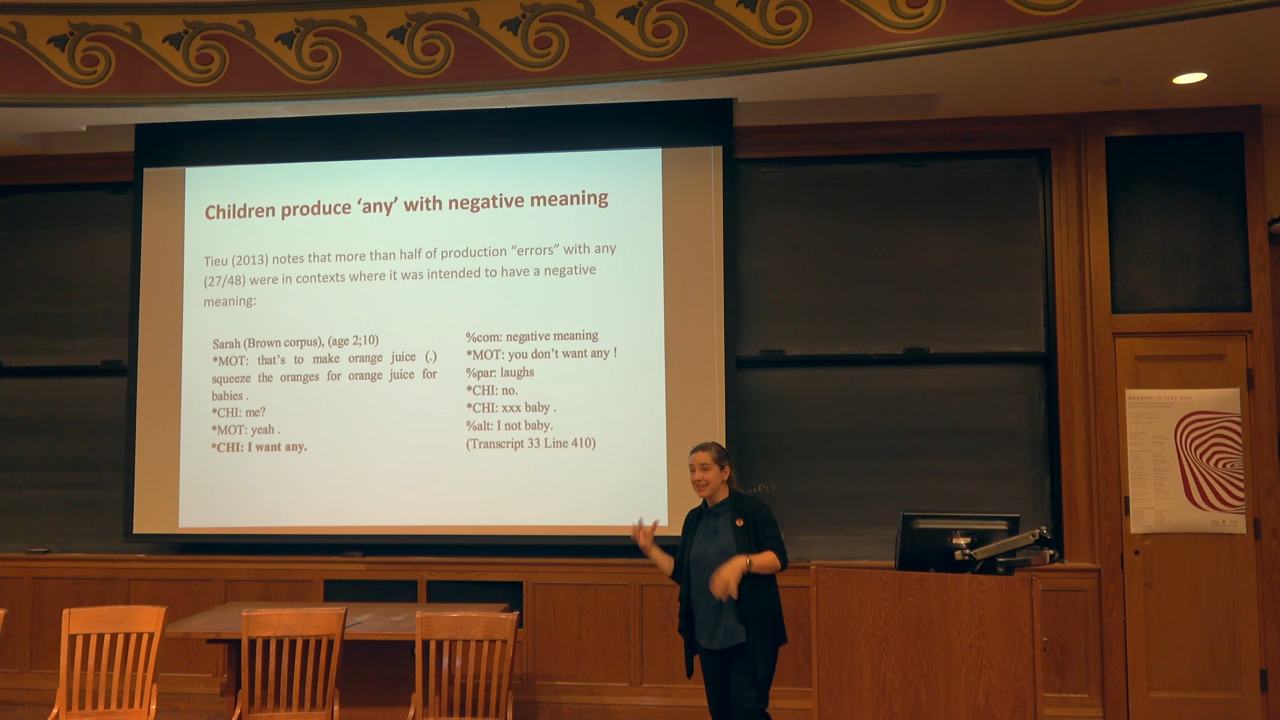 Children produce ‘any’ with negative meaning
Tieu (2013) notes that more than half of production “errors” with any
(27/48) were in contexts where it was intended to have a negative
meaning:
Sarah (Brown corpus), (age 2;10)
*MOT: that’s to make orange juice (.)
squeeze the oranges for orange juice for
babies .
*CHI: me?
*MOT: yeah .
*CHI: I want any.
%com: negative meaning
*MOT: you don’t want any !
%par: laughs
*CHI: no.
*CHI: xxx baby .
%alt: I not baby.
(Transcript 33 Line 410)